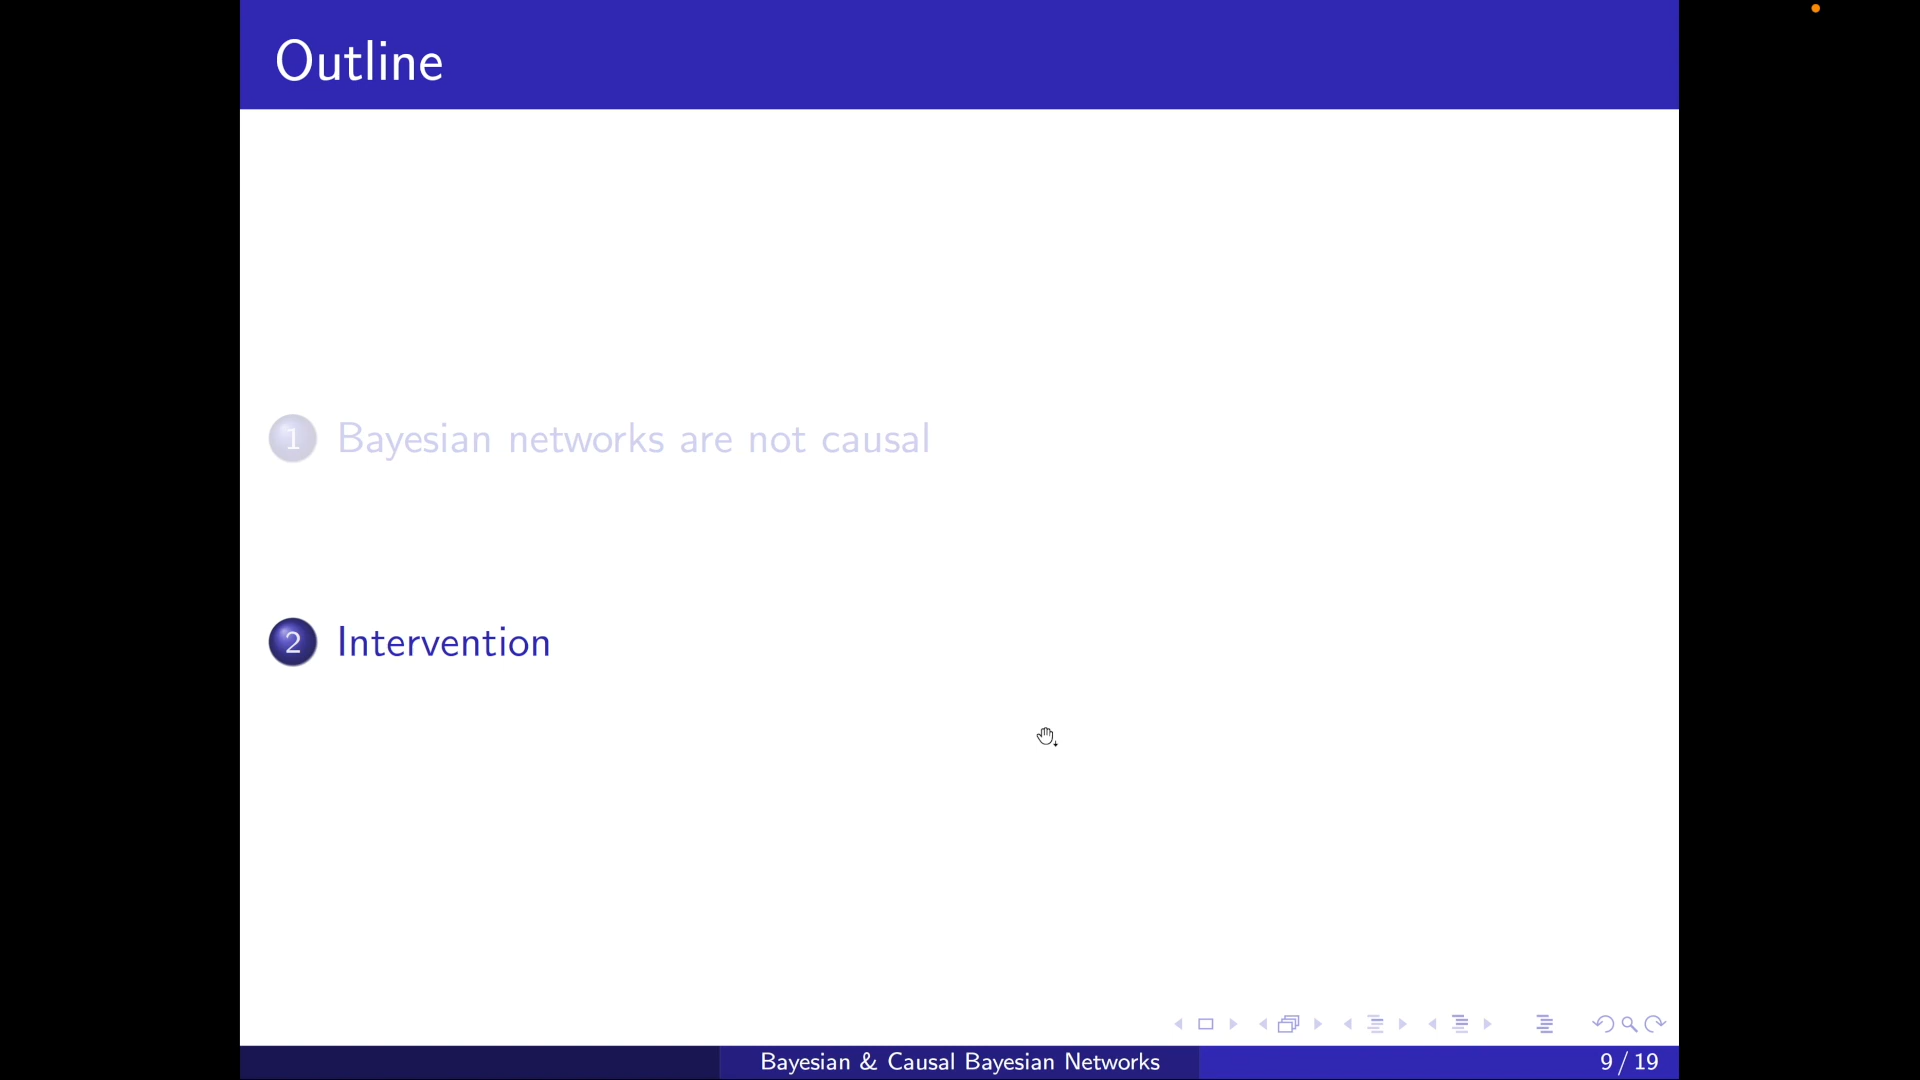 Outline
1 Bayesian networks are not causal
2 Intervention
Bayesian & Causal Bayesian Networks
9 / 19